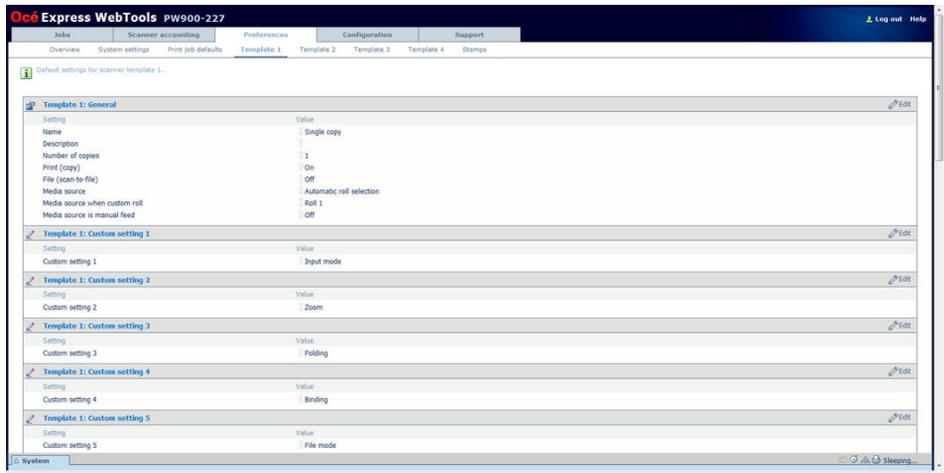 Océ Express WebTools PW900-227
Log out Help
Jobs Scanner accounting Preferences Configuration Support
Overview System settings Print job defaults Template 1 Template 2 Template 3 Template 4 Stamps
Default settings for scanner template 1.
Template 1: General Edit
Setting Value
Name Single copy
Description
Number of copies 1
Print (copy) On
File (scan-to-file) Off
Media source Automatic roll selection
Media source when custom roll Roll 1
Media source is manual feed Off
Template 1: Custom setting 1 Edit
Setting Value
Custom setting 1 Input mode
Template 1: Custom setting 2 Edit
Setting Value
Custom setting 2 Zoom
Template 1: Custom setting 3 Edit
Setting Value
Custom setting 3 Folding
Template 1: Custom setting 4 Edit
Setting Value
Custom setting 4 Binding
Template 1: Custom setting 5 Edit
Setting Value
Custom setting 5 File mode
System Sleeping...